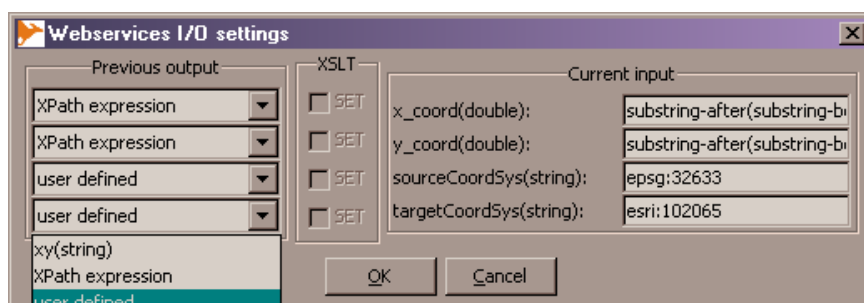 Webservices I/O settings
Previous output
XSLT
Current input
XPath expression
SET
x_coord(double):
substring-after(substring-b
XPath expression
SET
y_coord(double):
substring-after(substring-b
user defined
SET
sourceCoordSys(string):
epsg:32633
user defined
SET
targetCoordSys(string):
esri:102065
xy(string)
XPath expression
user defined
OK
Cancel